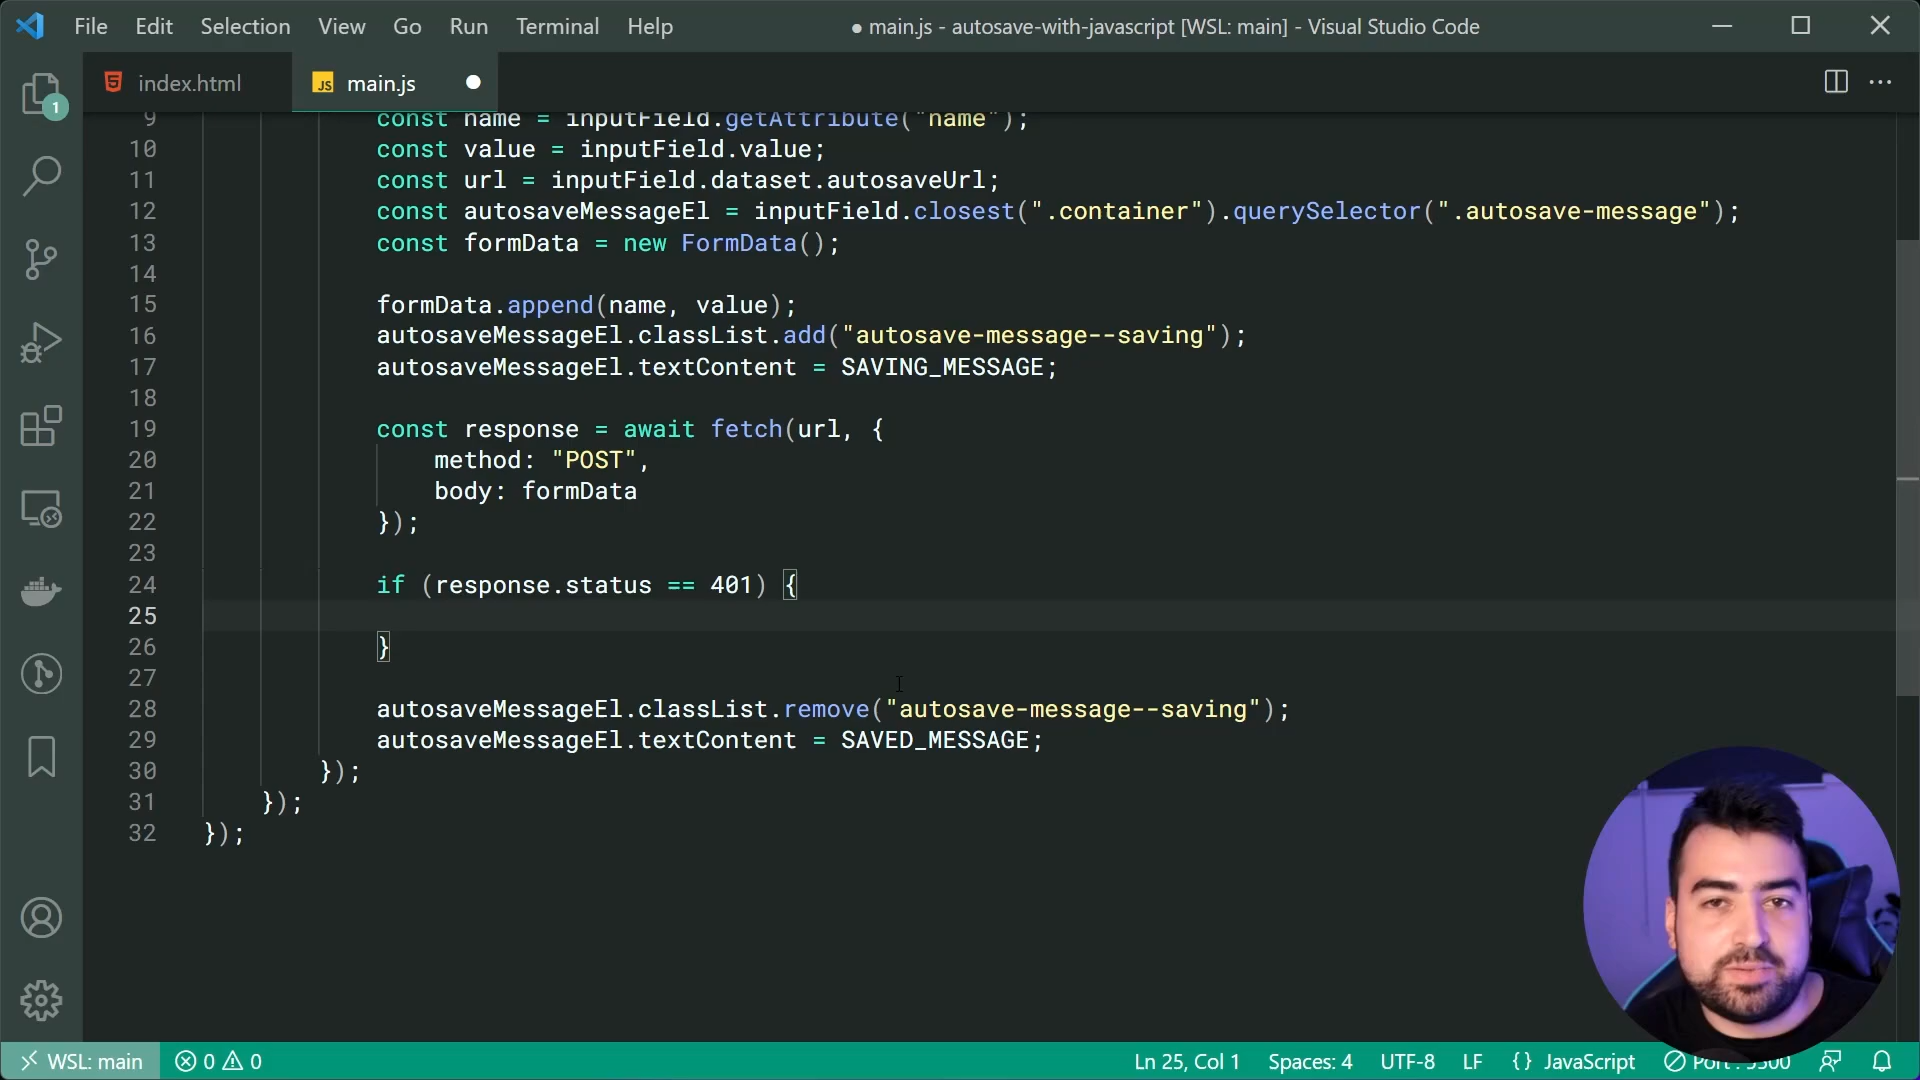 File Edit Selection View Go Run Terminal Help
● main.js - autosave-with-javascript [WSL: main] - Visual Studio Code
index.html
JS main.js
1
9 const name = inputField.getAttribute("name");
10 const value = inputField.value;
11 const url = inputField.dataset.autosaveUrl;
12 const autosaveMessageEl = inputField.closest(".container").querySelector(".autosave-message");
13 const formData = new FormData();
14
15 formData.append(name, value);
16 autosaveMessageEl.classList.add("autosave-message--saving");
17 autosaveMessageEl.textContent = SAVING_MESSAGE;
18
19 const response = await fetch(url, {
20 method: "POST",
21 body: formData
22 });
23
24 if (response.status == 401) {
25
26 }
27
28 autosaveMessageEl.classList.remove("autosave-message--saving");
29 autosaveMessageEl.textContent = SAVED_MESSAGE;
30 });
31 });
32 });
WSL: main 0 0 Ln 25, Col 1 Spaces: 4 UTF-8 LF {} JavaScript Port :